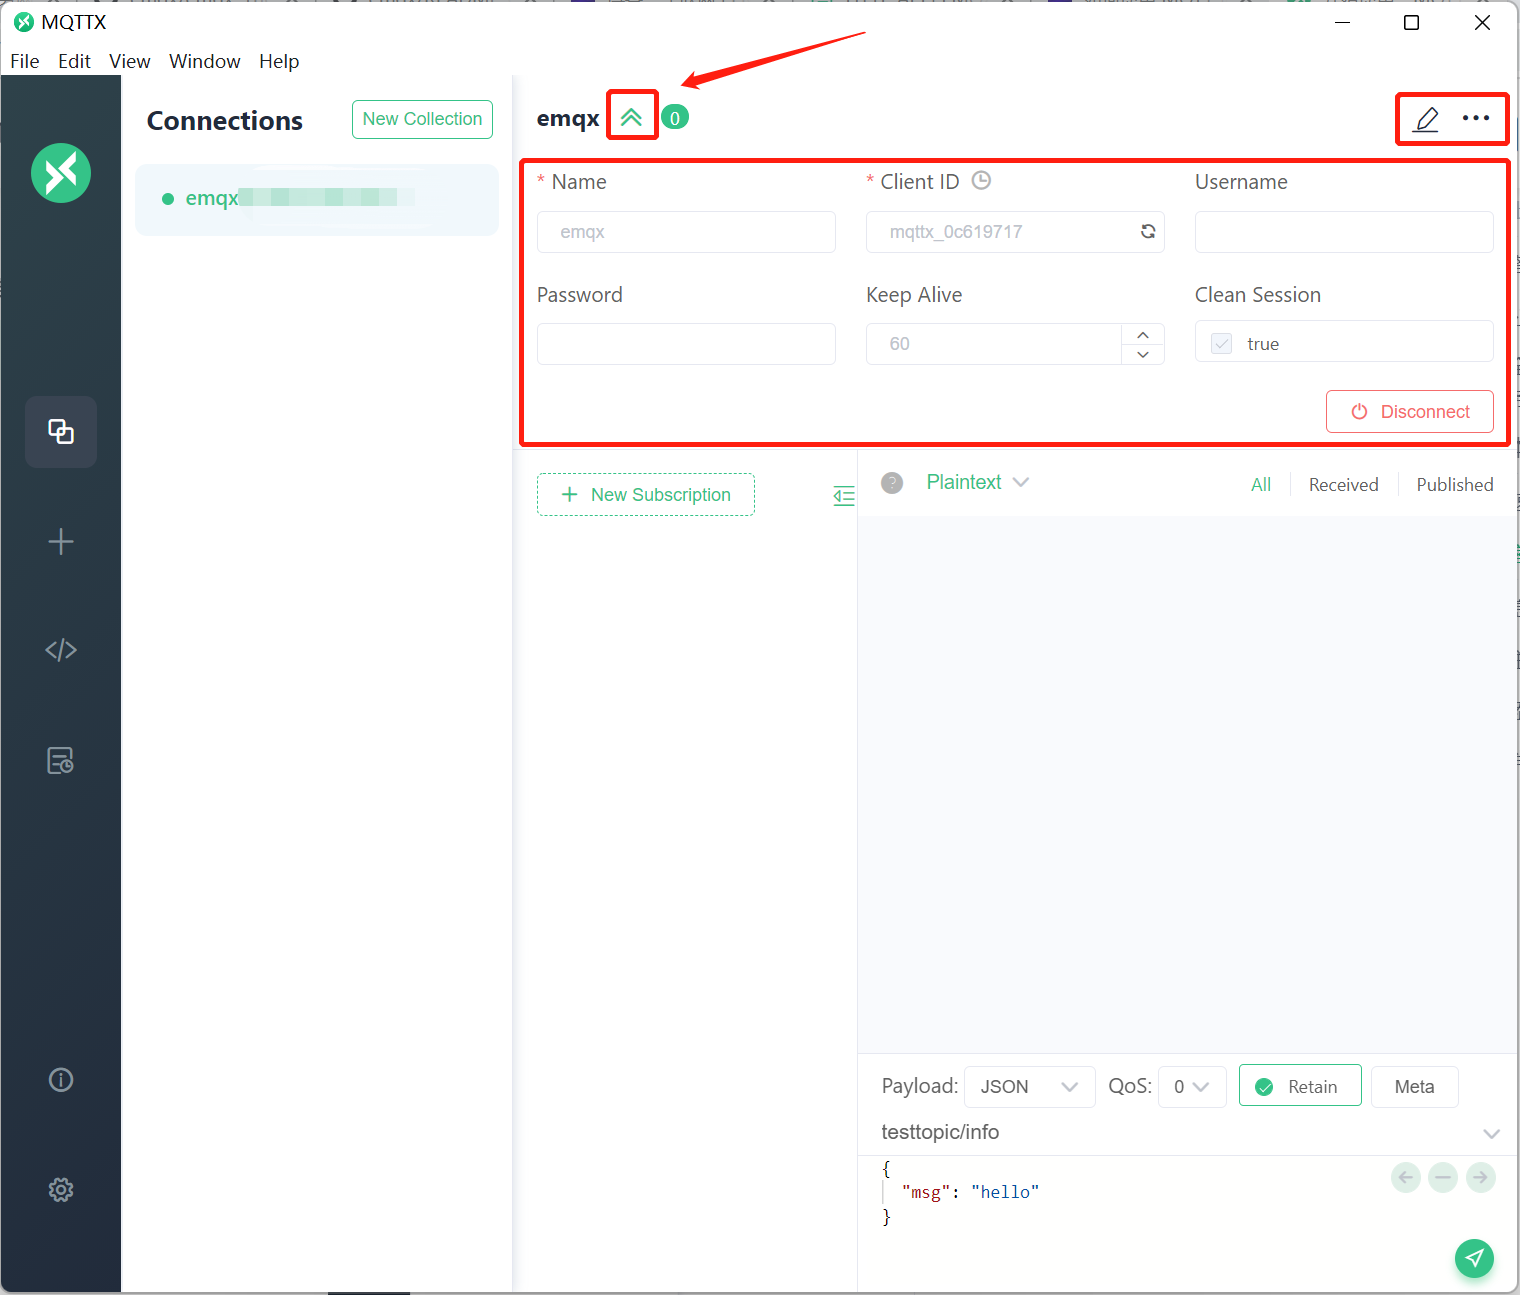 MQTTX
File Edit View Window Help
Connections
New Collection
emqx
emqx 0
* Name
* Client ID
Username
emqx
mqttx_0c619717
Password
Keep Alive
Clean Session
60
true
Disconnect
+ New Subscription
? Plaintext
All
Received
Published
Payload: JSON QoS: 0 Retain Meta
testtopic/info
{
"msg": "hello"
}